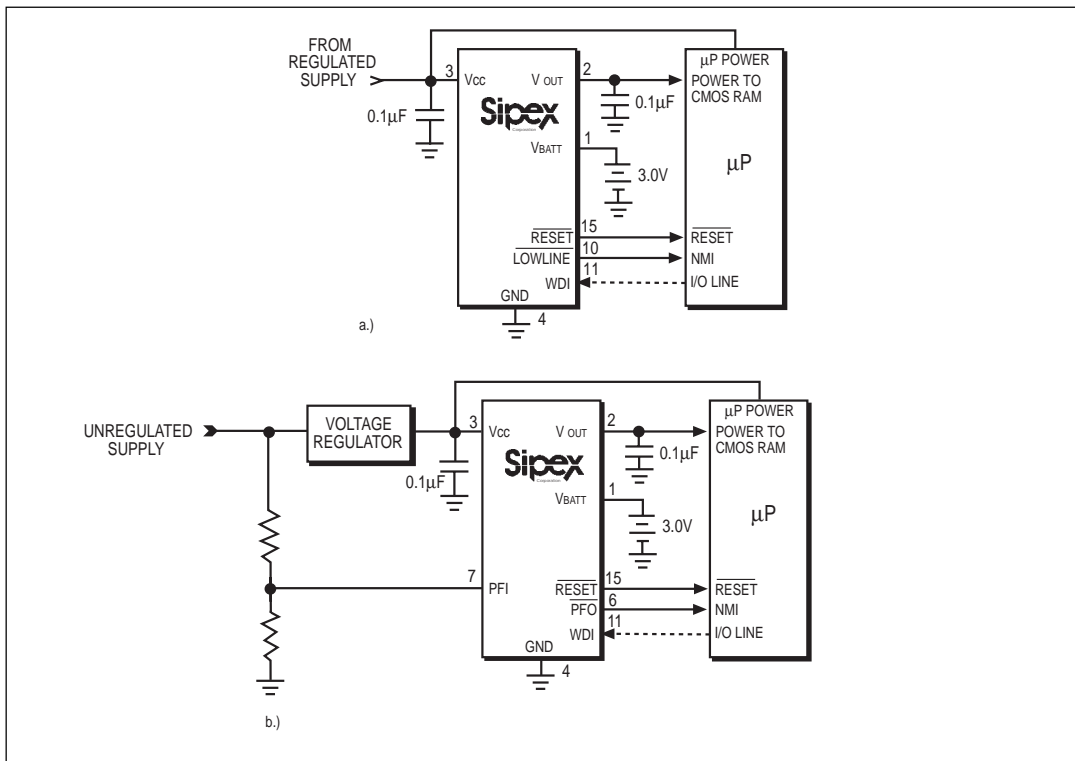 FROM
REGULATED
SUPPLY
0.1µF
3
Vcc
V OUT
2
Sipex
Corporation
VBATT
1
0.1µF
3.0V
RESET
15
LOWLINE
10
WDI
11
GND
4
µP POWER
POWER TO
CMOS RAM
µP
RESET
NMI
I/O LINE
a.)
UNREGULATED
SUPPLY
VOLTAGE
REGULATOR
0.1µF
3
Vcc
V OUT
2
Sipex
Corporation
VBATT
1
0.1µF
3.0V
7
PFI
RESET
15
PFO
6
WDI
11
GND
4
µP POWER
POWER TO
CMOS RAM
µP
RESET
NMI
I/O LINE
b.)